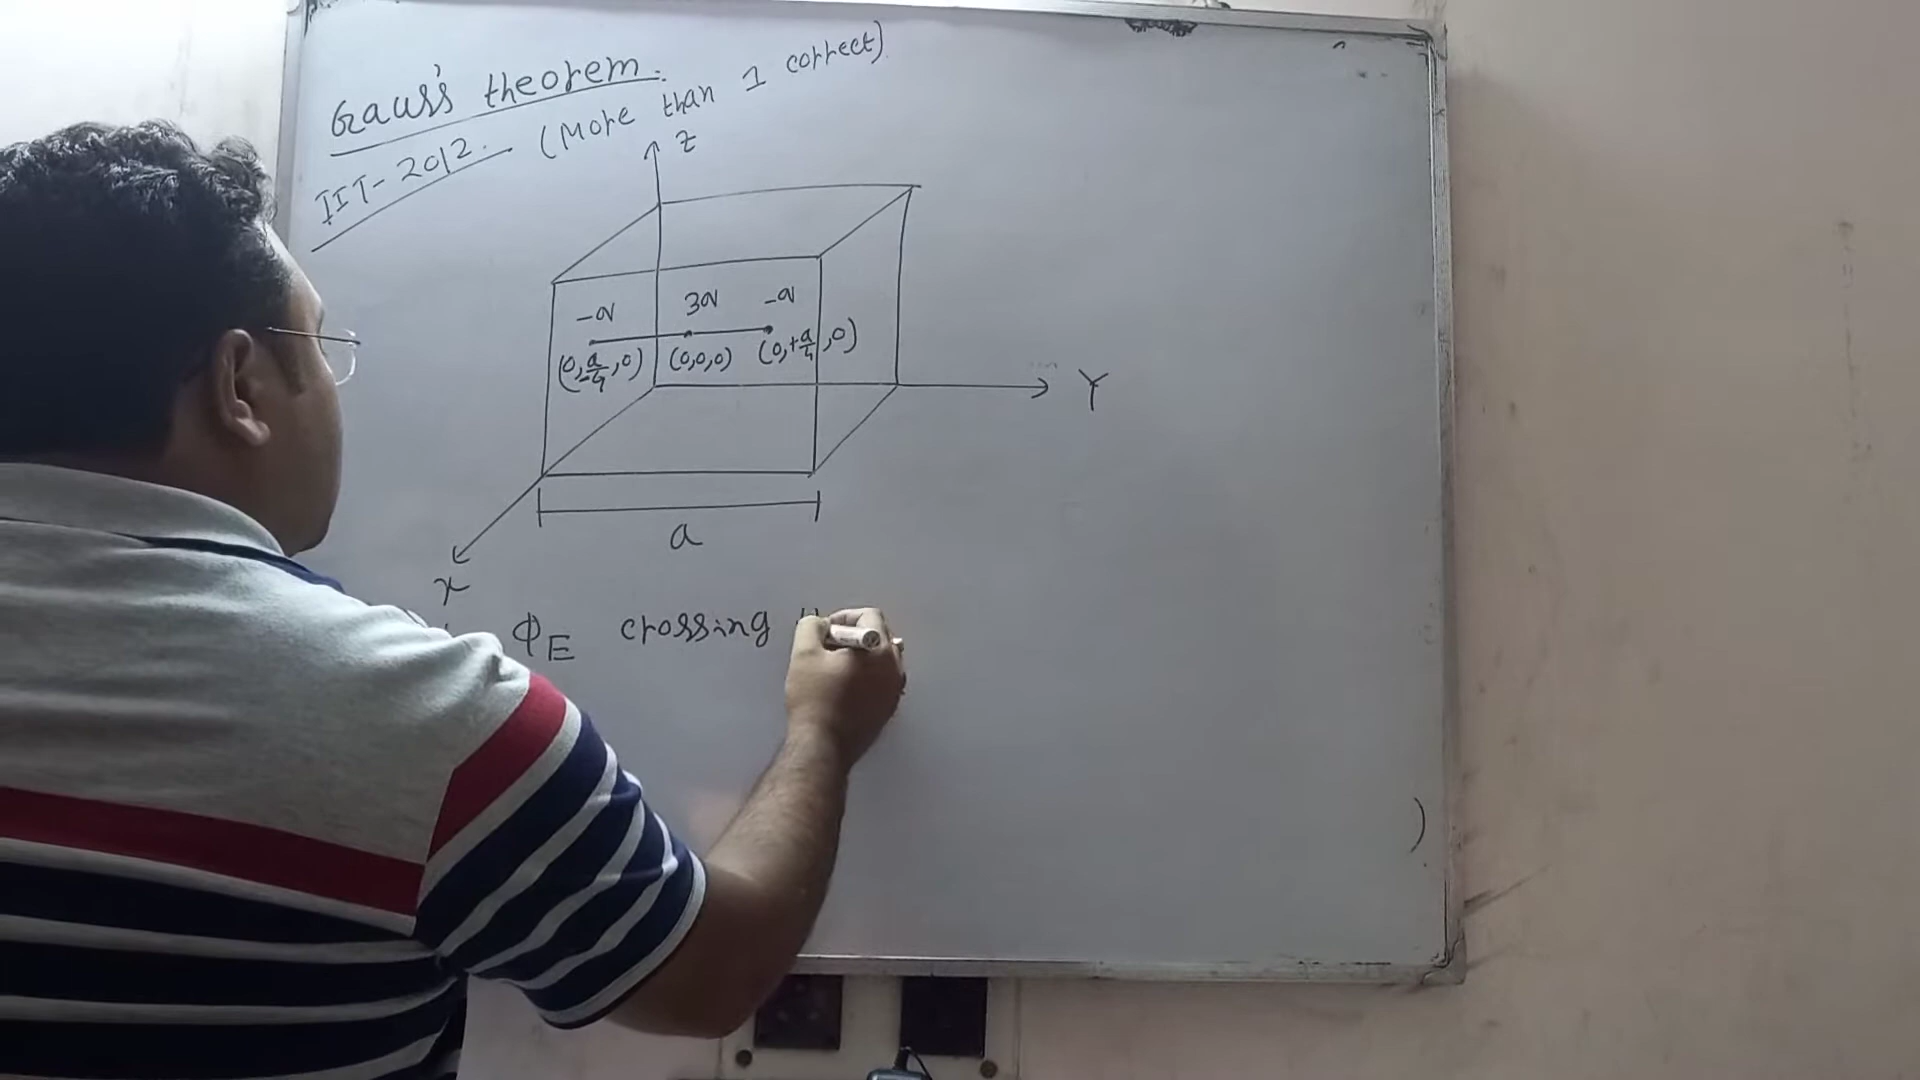 Gauss's theorem.
IIT-2012. (More than 1 correct)
z
-q 3q -q
(0,-a/4,0) (0,0,0) (0,+a/4,0)
Y
a
x
ΦE crossing
)